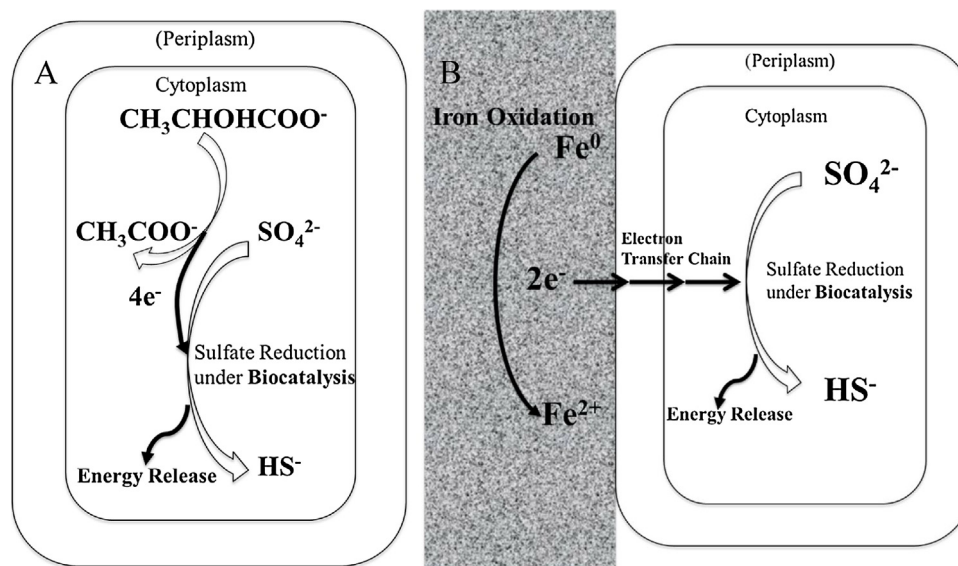 A
(Periplasm)
Cytoplasm
CH₃CHOHCOO⁻
CH₃COO⁻
SO₄²⁻
4e⁻
Sulfate Reduction
under Biocatalysis
Energy Release
HS⁻
B
Iron Oxidation
Fe⁰
2e⁻
Fe²⁺
(Periplasm)
Cytoplasm
SO₄²⁻
Electron
Transfer Chain
Sulfate Reduction
under Biocatalysis
HS⁻
Energy Release